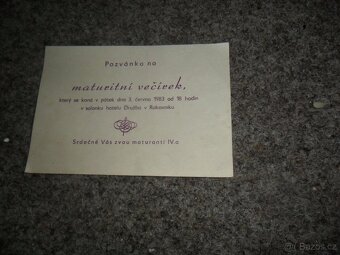 Pozvánka na
maturitní večírek,
který se koná v pátek dne 3. června 1983 od 18 hodin
v salonku hotelu Družba v Rakovníku
Srdečně Vás zvou maturanti IV.a
Bazos.cz